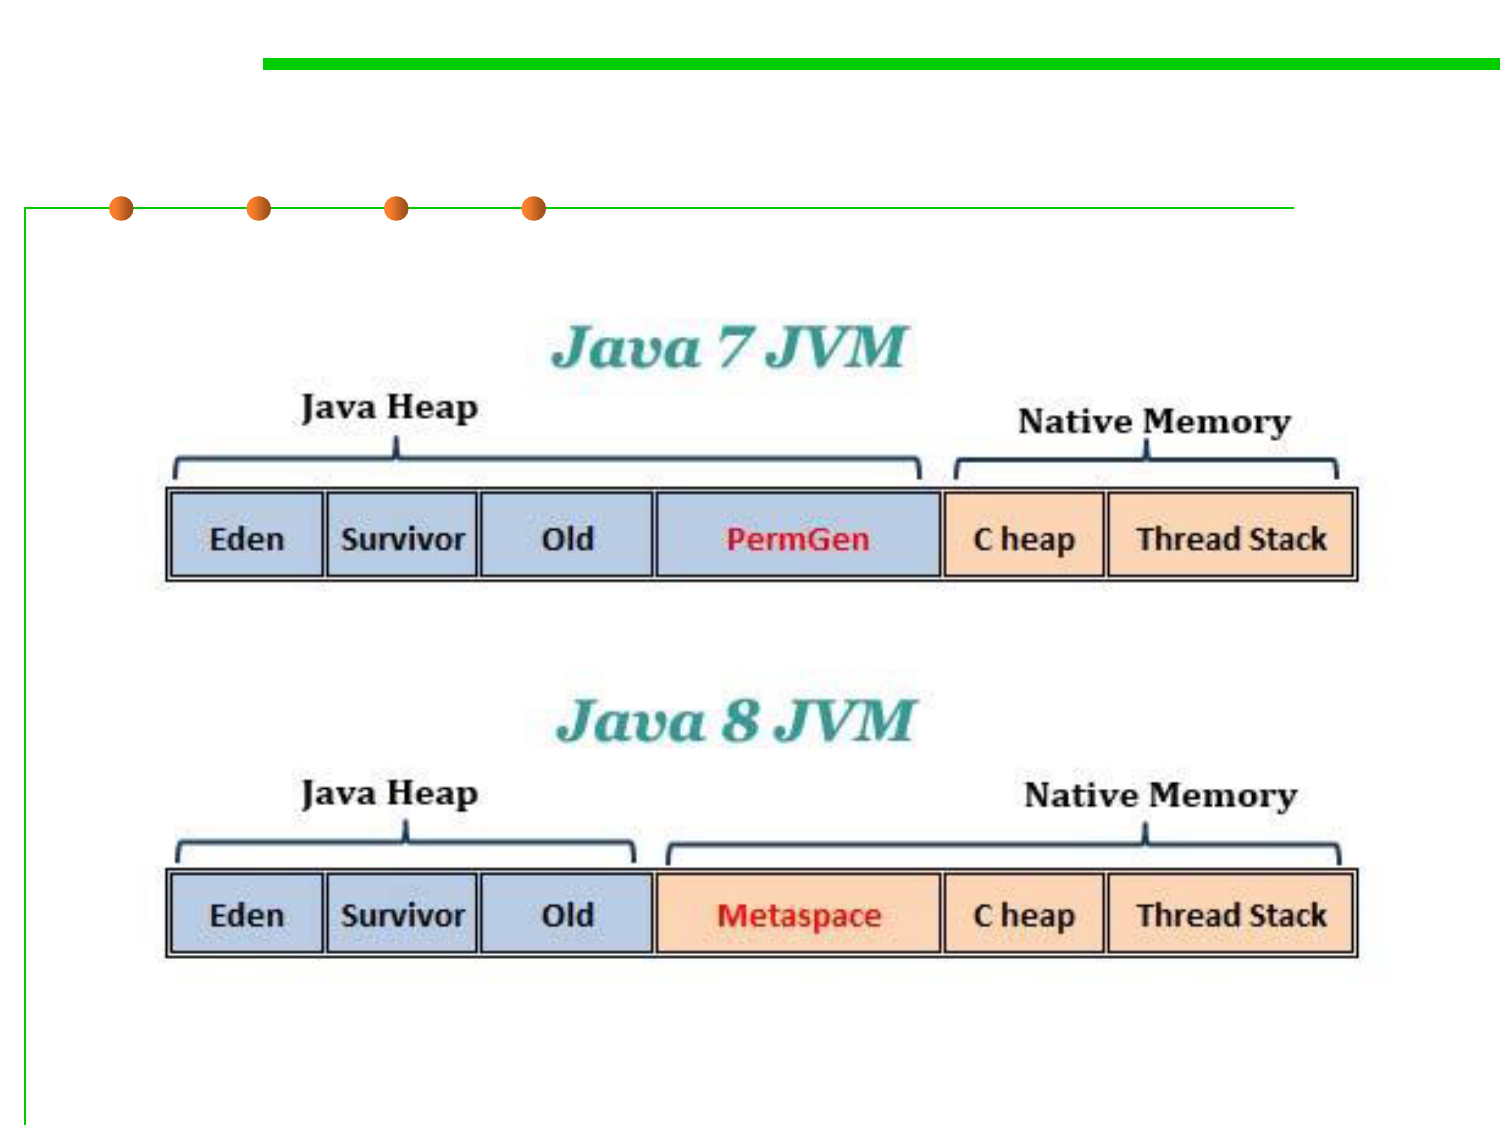 Java 7 JVM
Java Heap
Native Memory
Eden Survivor Old PermGen C heap Thread Stack
Java 8 JVM
Java Heap
Native Memory
Eden Survivor Old Metaspace C heap Thread Stack